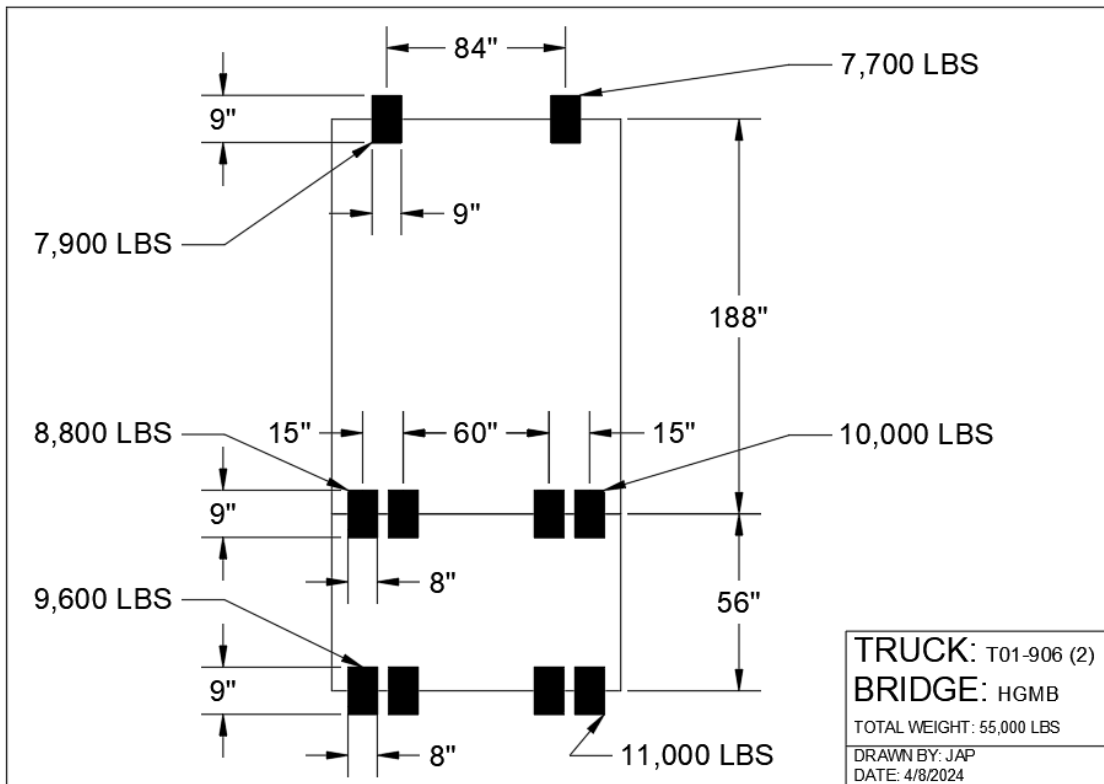 84"
7,700 LBS
9"
9"
7,900 LBS
188"
8,800 LBS
15"
60"
15"
10,000 LBS
9"
8"
9,600 LBS
56"
9"
8"
11,000 LBS
TRUCK: T01-906 (2)
BRIDGE: HGMB
TOTAL WEIGHT: 55,000 LBS
DRAWN BY: JAP
DATE: 4/8/2024